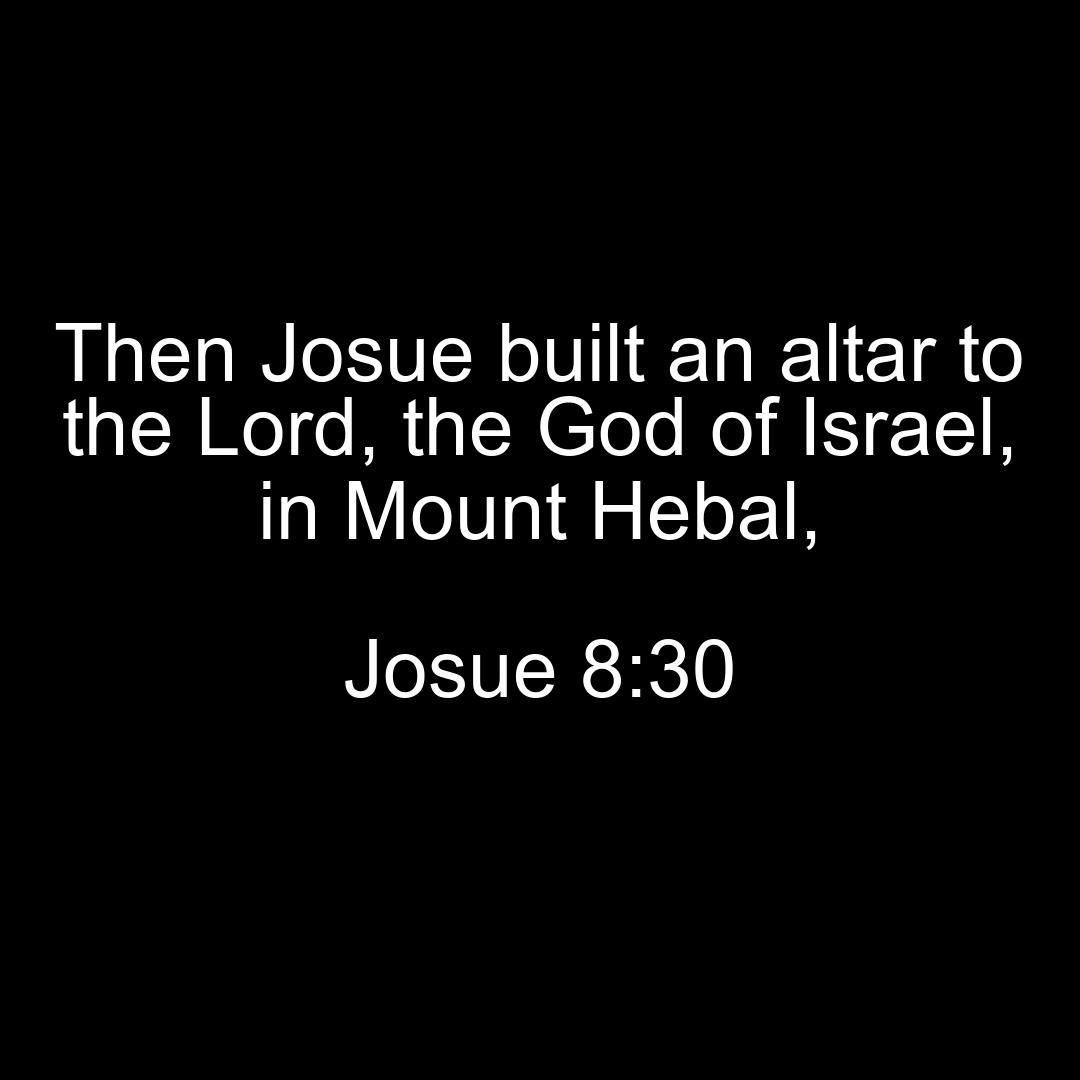 Then Josue built an altar to
the Lord, the God of Israel,
in Mount Hebal,
Josue 8:30